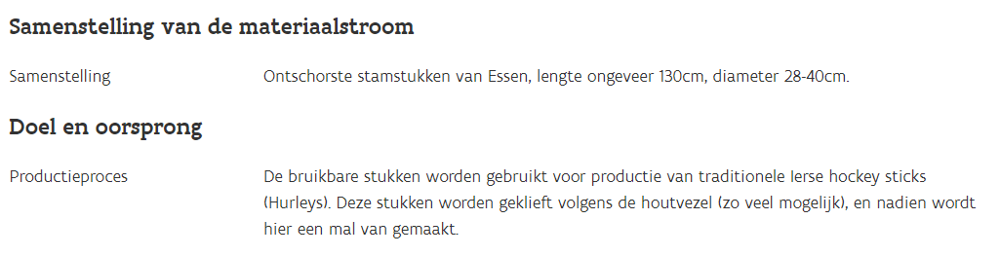 Samenstelling van de materiaalstroom
Samenstelling Ontschorste stamstukken van Essen, lengte ongeveer 130cm, diameter 28-40cm.
Doel en oorsprong
Productieproces De bruikbare stukken worden gebruikt voor productie van traditionele Ierse hockey sticks
(Hurleys). Deze stukken worden geklieft volgens de houtvezel (zo veel mogelijk), en nadien wordt
hier een mal van gemaakt.